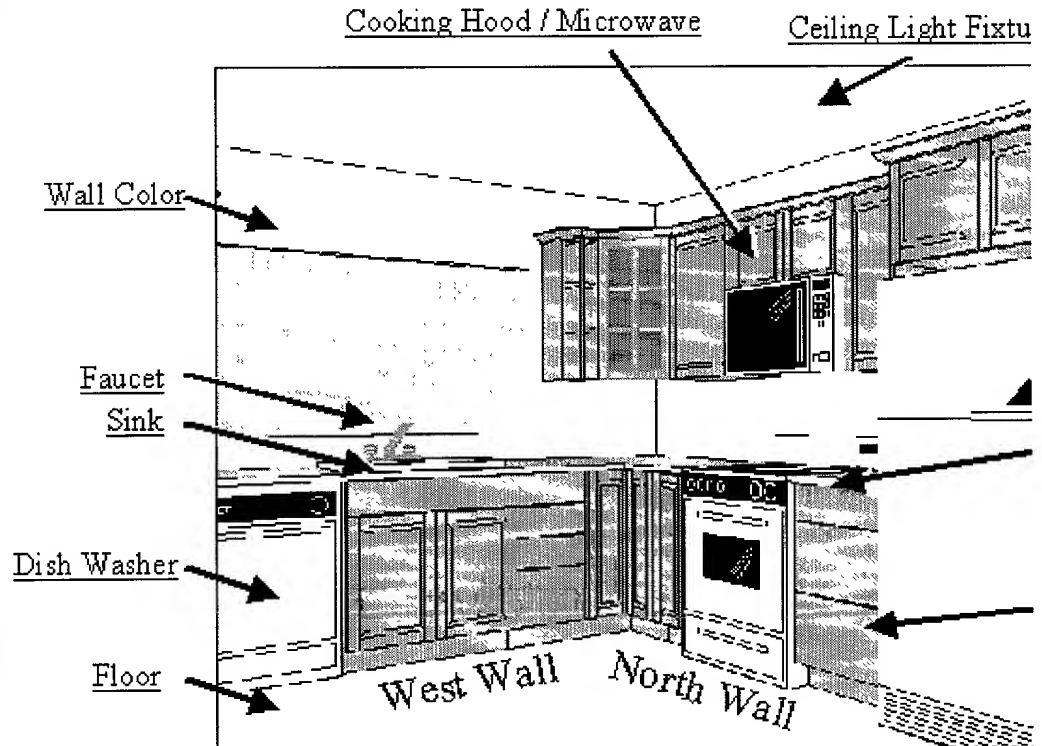 Cooking Hood / Microwave
Ceiling Light Fixtu
Wall Color
Faucet
Sink
Dish Washer
Floor
West Wall
North Wall